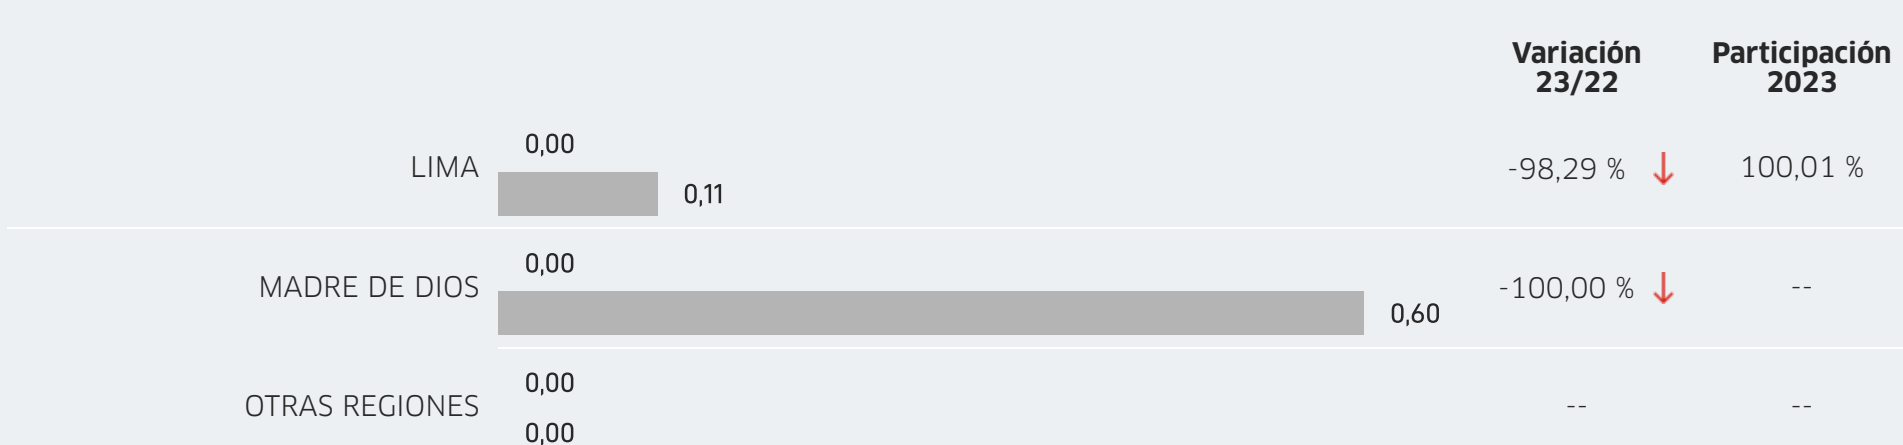 Variación Participación
23/22 2023
0,00
LIMA -98,29 % 100,01 %
0,11
0,00
MADRE DE DIOS -100,00 % --
0,60
0,00
OTRAS REGIONES -- --
0,00